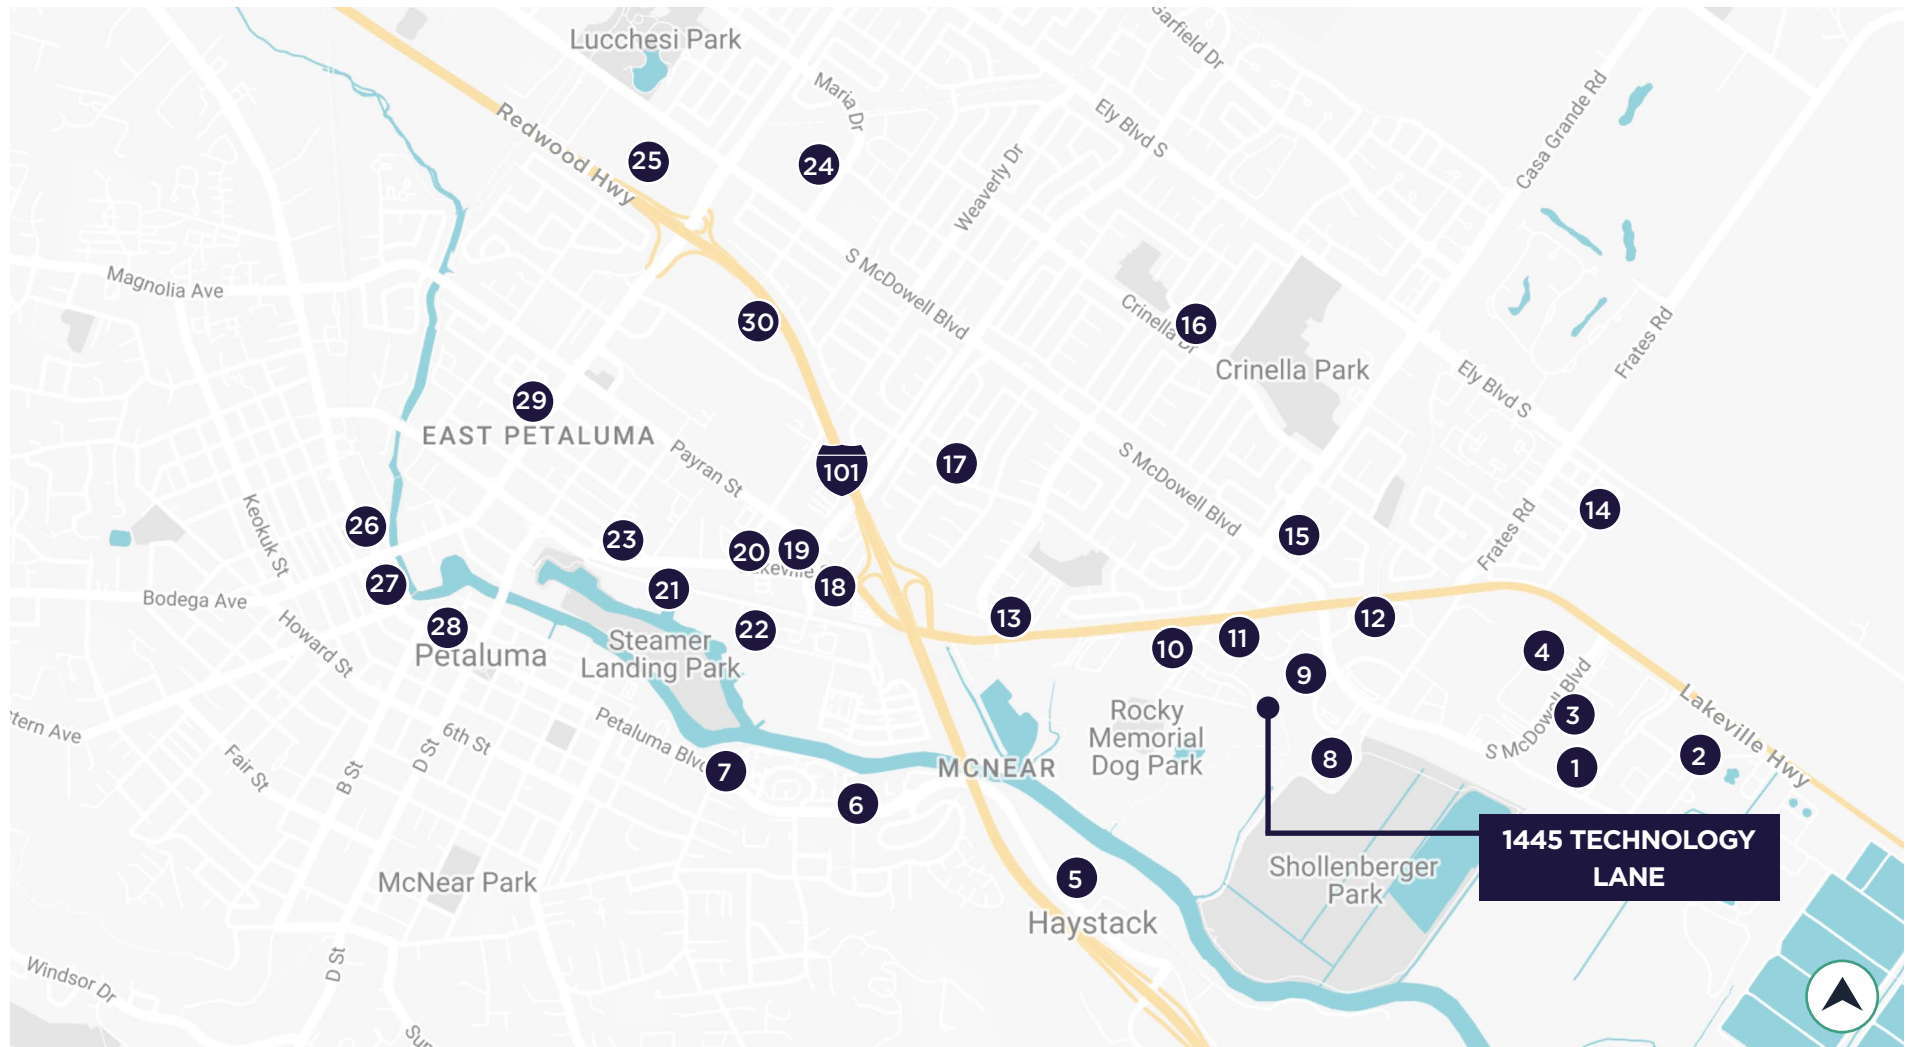 Lucchesi Park
Garfield Dr
Maria Dr
Redwood Hwy
Ely Blvd S
Casa Grande Rd
25
24
Weaverly Dr
Magnolia Ave
S McDowell Blvd
30
Crinella Dr
16
Crinella Park
Frates Rd
Ely Blvd S
29
EAST PETALUMA
Payran St
101
17
S McDowell Blvd
Keokuk St
26
23
20
19
15
Frates Rd
14
27
21
18
Bodega Ave
Howard St
28
Petaluma
22
Steamer
Landing Park
13
10
11
12
9
4
3
S McDowell Blvd
Lakeville Hwy
1
2
6th St
D St
B St
Fair St
Petaluma
7
6
MCNEAR
Rocky
Memorial
Dog Park
8
1445 TECHNOLOGY
LANE
Shollenberger
Park
5
Haystack
McNear Park
D St
Windsor Dr